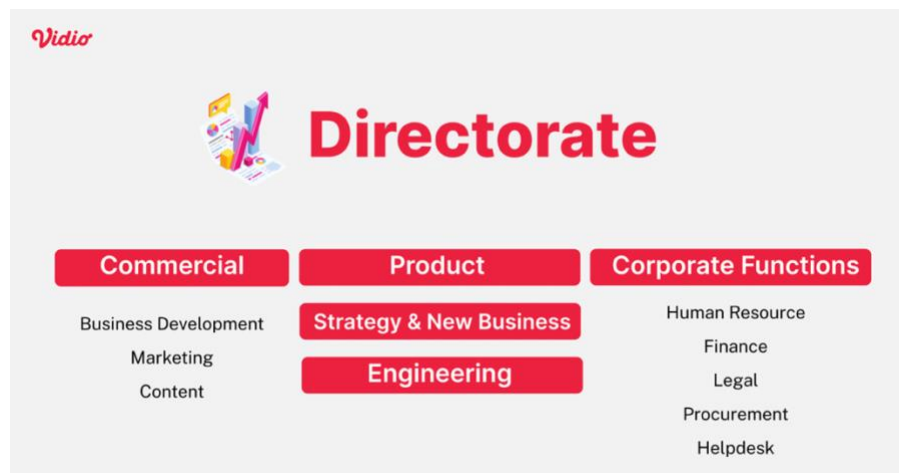 Vidio
Directorate
Commercial
Business Development
Marketing
Content
Product
Strategy & New Business
Engineering
Corporate Functions
Human Resource
Finance
Legal
Procurement
Helpdesk